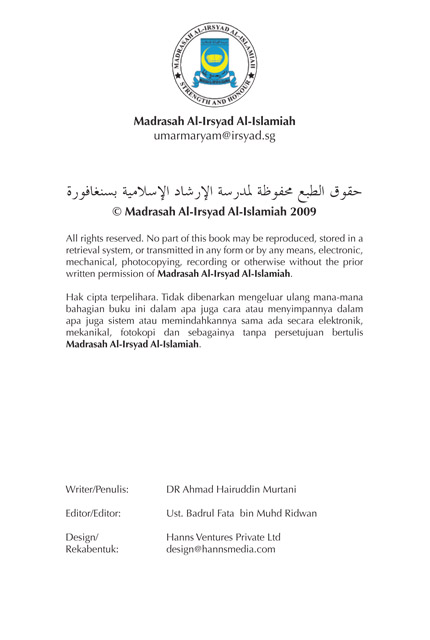 MADRASAH AL-IRSYAD AL-ISLAMIAH
STRENGTH AND HONOUR
Madrasah Al-Irsyad Al-Islamiah
umarmaryam@irsyad.sg
حقوق الطبع محفوظة لمدرسة الإرشاد الإسلامية بسنغافورة
© Madrasah Al-Irsyad Al-Islamiah 2009
All rights reserved. No part of this book may be reproduced, stored in a
retrieval system, or transmitted in any form or by any means, electronic,
mechanical, photocopying, recording or otherwise without the prior
written permission of Madrasah Al-Irsyad Al-Islamiah.
Hak cipta terpelihara. Tidak dibenarkan mengeluar ulang mana-mana
bahagian buku ini dalam apa juga cara atau menyimpannya dalam
apa juga sistem atau memindahkannya sama ada secara elektronik,
mekanikal, fotokopi dan sebagainya tanpa persetujuan bertulis
Madrasah Al-Irsyad Al-Islamiah.
Writer/Penulis: DR Ahmad Hairuddin Murtani
Editor/Editor: Ust. Badrul Fata bin Muhd Ridwan
Design/ Hanns Ventures Private Ltd
Rekabentuk: design@hannsmedia.com